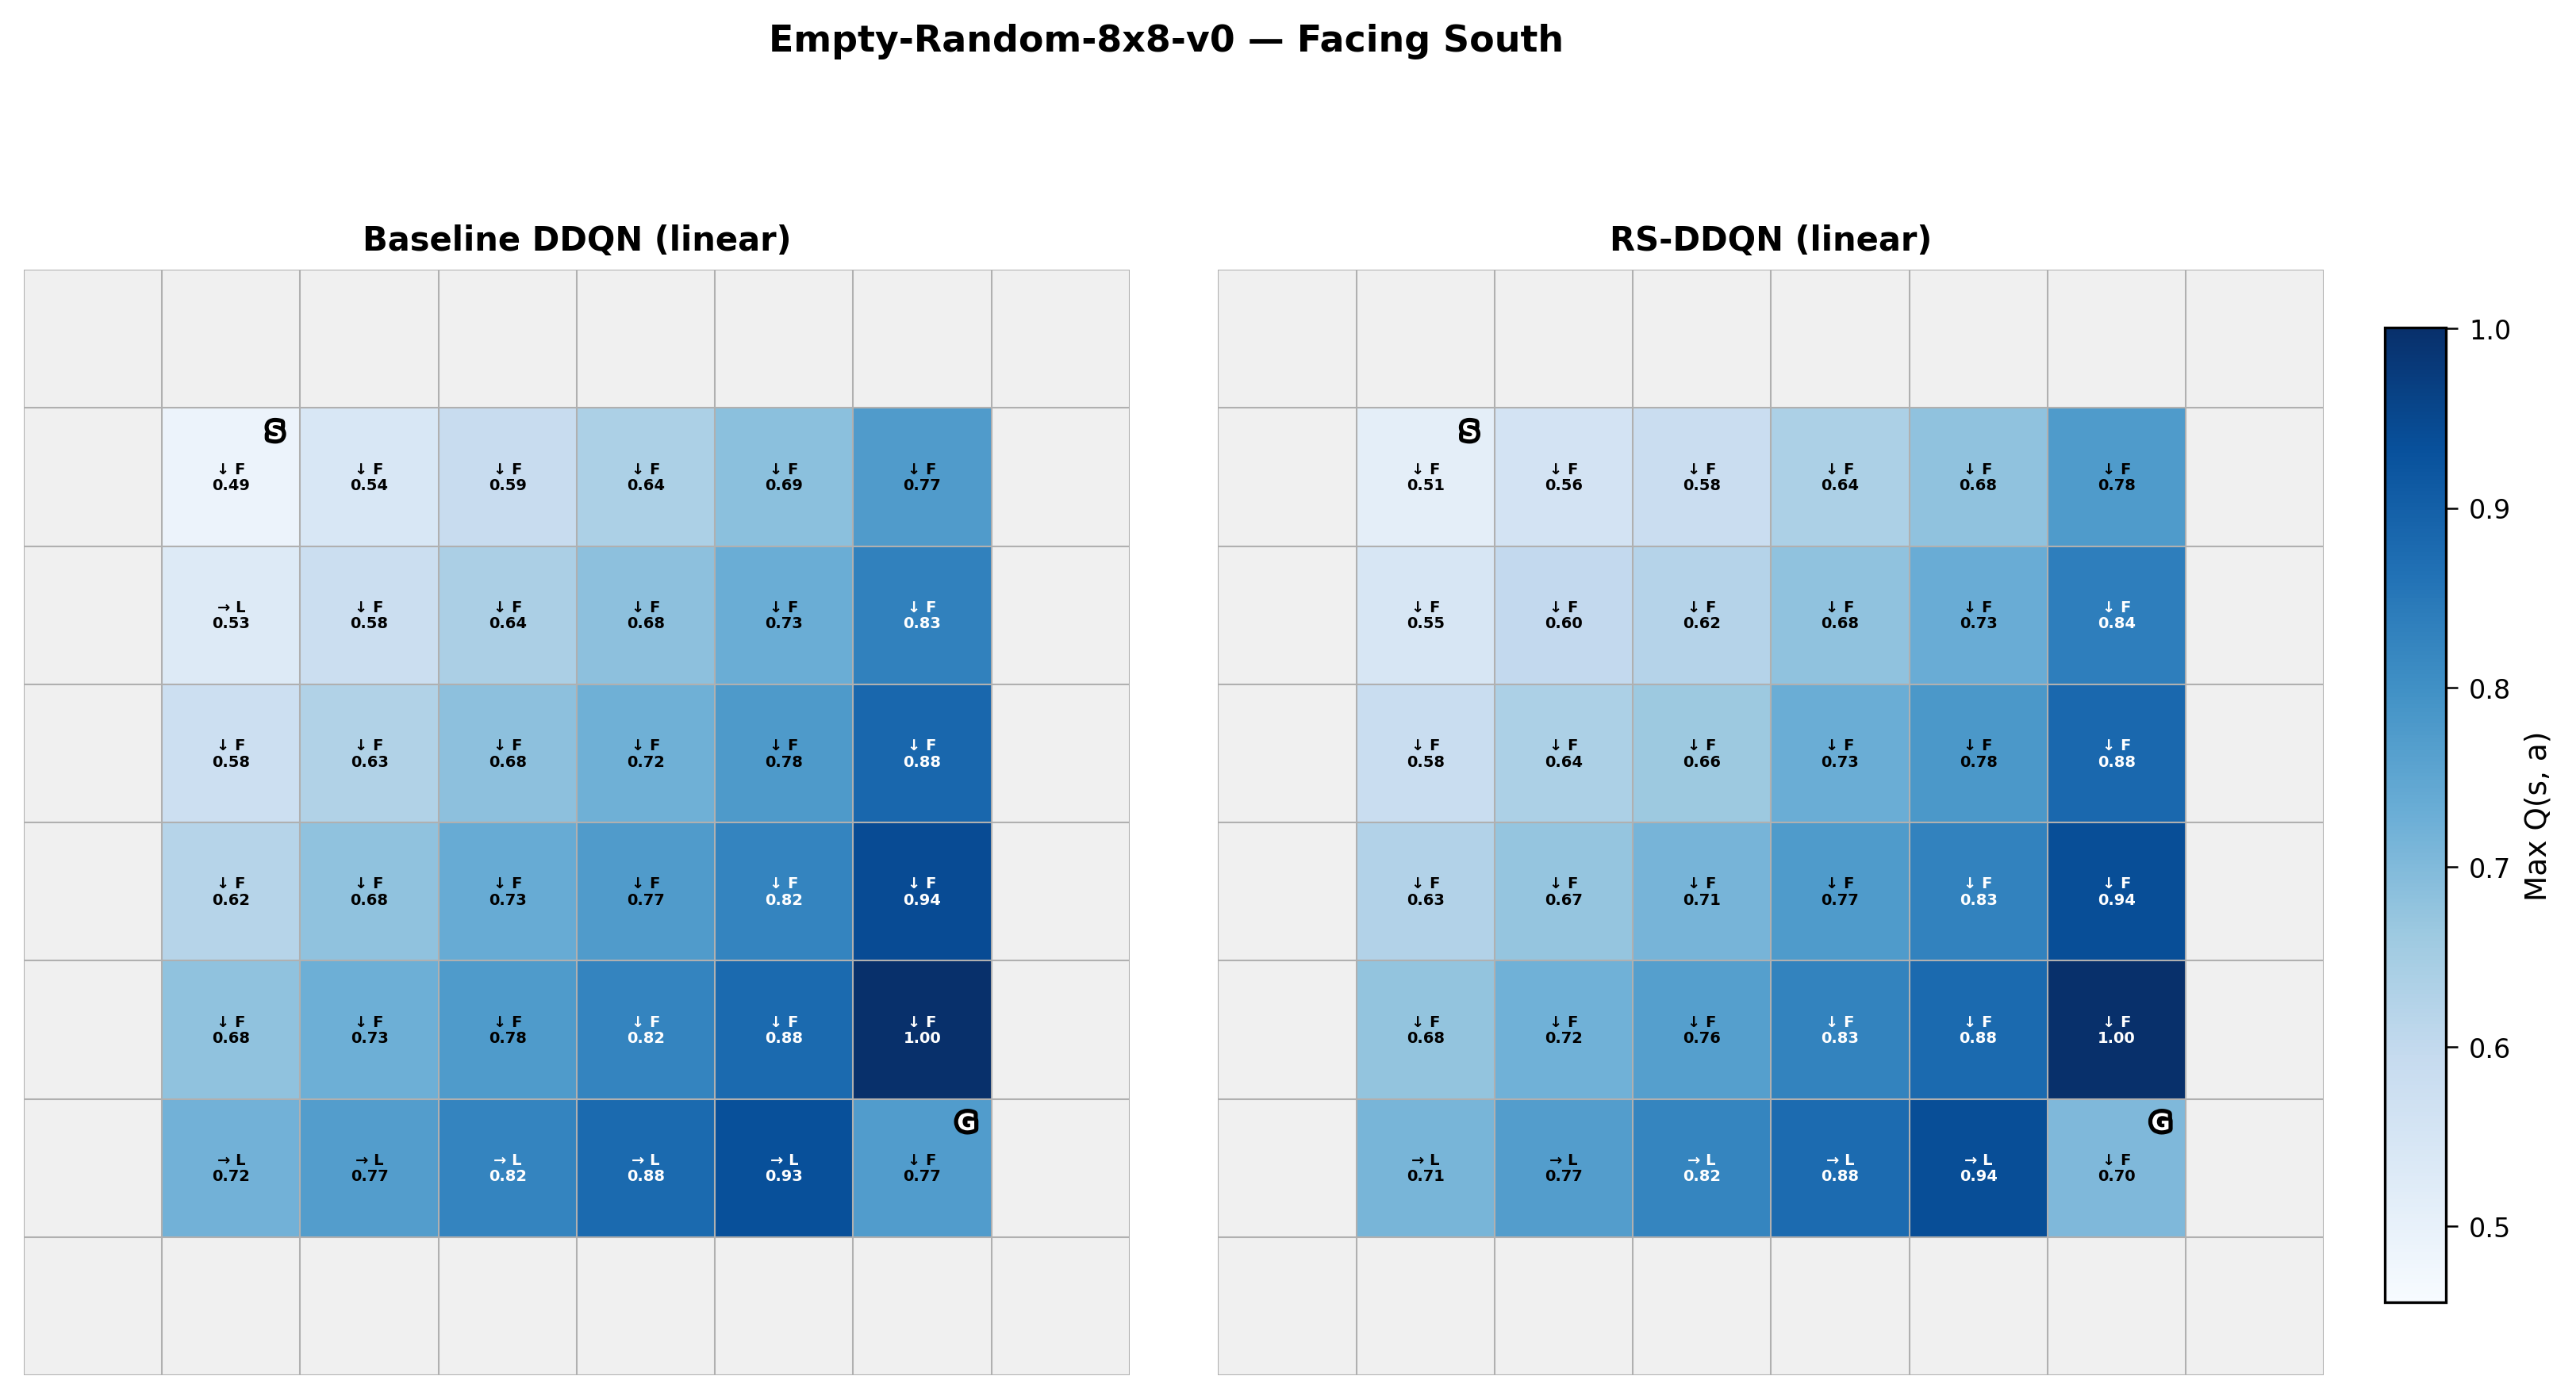 Empty-Random-8x8-v0 — Facing South
Baseline DDQN (linear)
S
↓ F ↓ F ↓ F ↓ F ↓ F ↓ F
0.49 0.54 0.59 0.64 0.69 0.77
→ L ↓ F ↓ F ↓ F ↓ F ↓ F
0.53 0.58 0.64 0.68 0.73 0.83
↓ F ↓ F ↓ F ↓ F ↓ F ↓ F
0.58 0.63 0.68 0.72 0.78 0.88
↓ F ↓ F ↓ F ↓ F ↓ F ↓ F
0.62 0.68 0.73 0.77 0.82 0.94
↓ F ↓ F ↓ F ↓ F ↓ F ↓ F
0.68 0.73 0.78 0.82 0.88 1.00
G
→ L → L → L → L → L ↓ F
0.72 0.77 0.82 0.88 0.93 0.77
RS-DDQN (linear)
S
↓ F ↓ F ↓ F ↓ F ↓ F ↓ F
0.51 0.56 0.58 0.64 0.68 0.78
↓ F ↓ F ↓ F ↓ F ↓ F ↓ F
0.55 0.60 0.62 0.68 0.73 0.84
↓ F ↓ F ↓ F ↓ F ↓ F ↓ F
0.58 0.64 0.66 0.73 0.78 0.88
↓ F ↓ F ↓ F ↓ F ↓ F ↓ F
0.63 0.67 0.71 0.77 0.83 0.94
↓ F ↓ F ↓ F ↓ F ↓ F ↓ F
0.68 0.72 0.76 0.83 0.88 1.00
G
→ L → L → L → L → L ↓ F
0.71 0.77 0.82 0.88 0.94 0.70
1.0
0.9
0.8
0.7
0.6
0.5
Max Q(s, a)